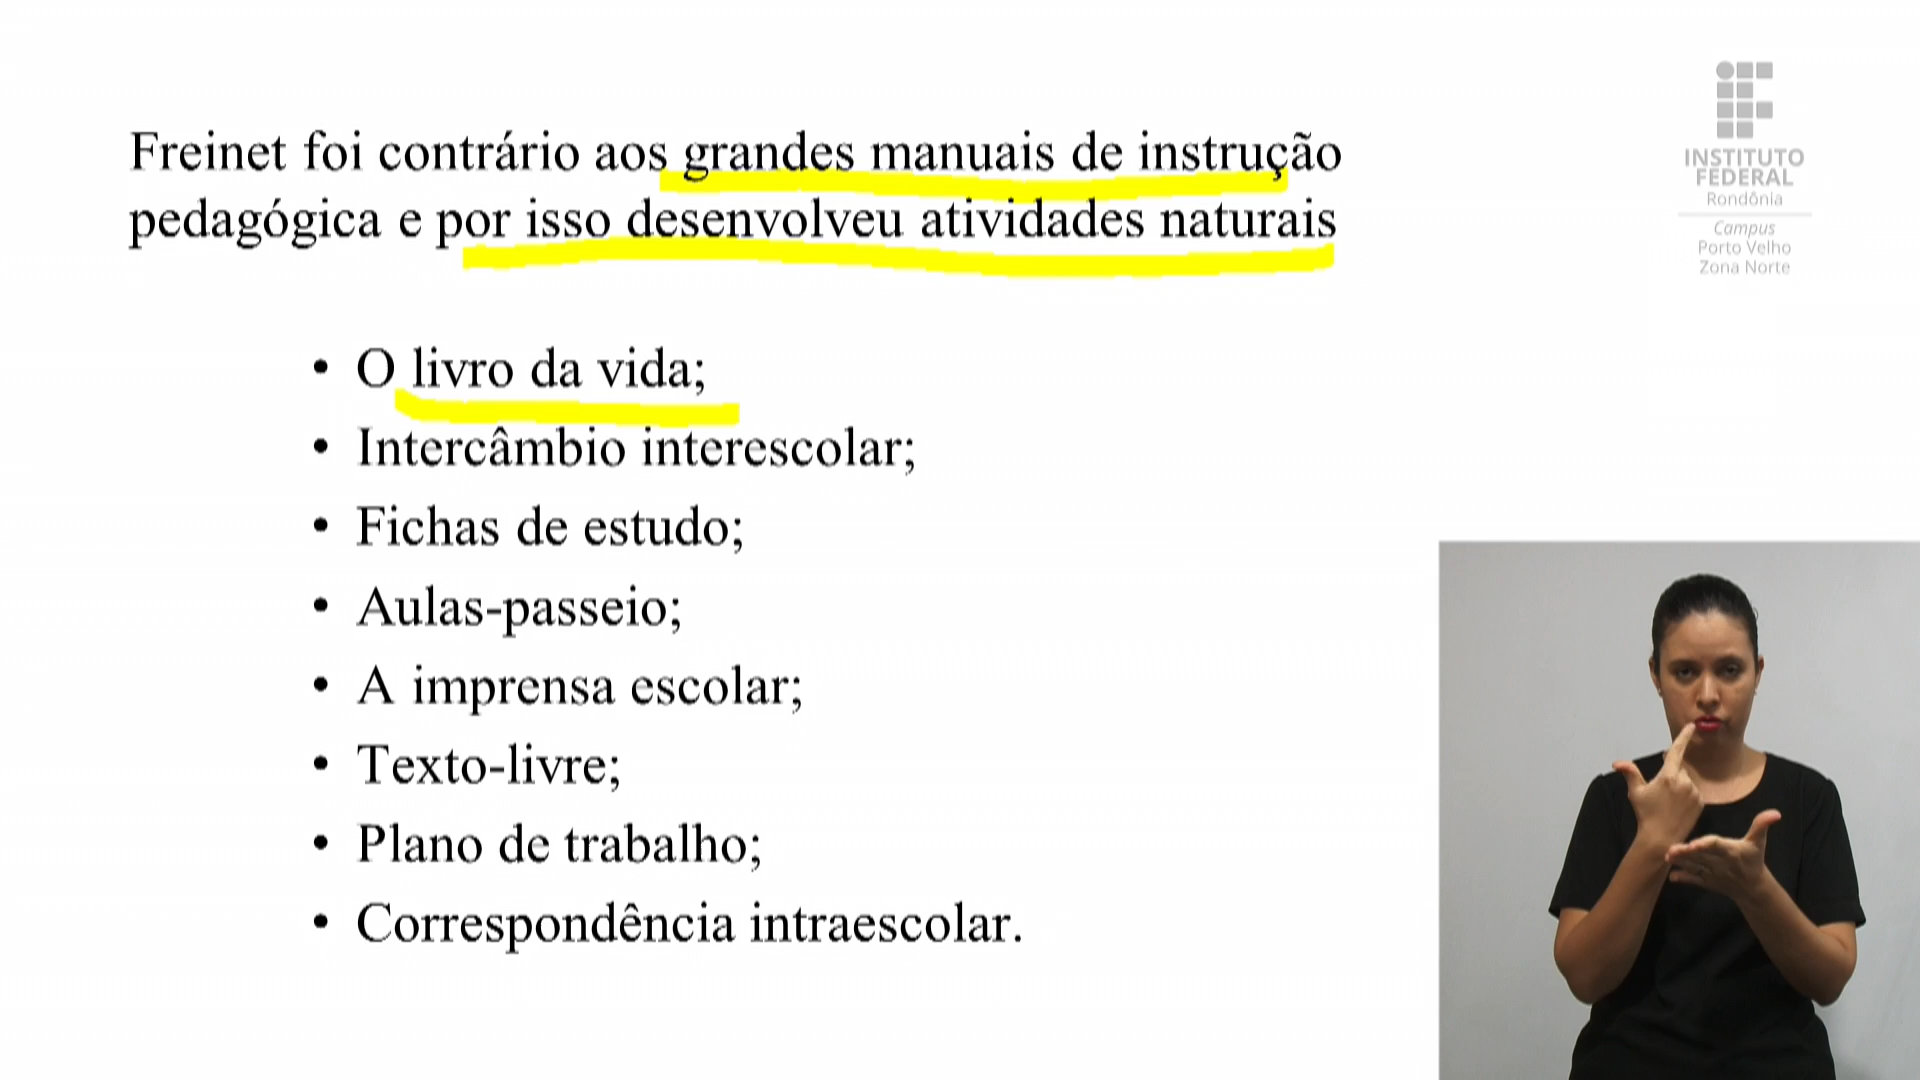 Freinet foi contrário aos grandes manuais de instrução
pedagógica e por isso desenvolveu atividades naturais
• O livro da vida;
• Intercâmbio interescolar;
• Fichas de estudo;
• Aulas-passeio;
• A imprensa escolar;
• Texto-livre;
• Plano de trabalho;
• Correspondência intraescolar.
INSTITUTO
FEDERAL
Rondônia
Campus
Porto Velho
Zona Norte